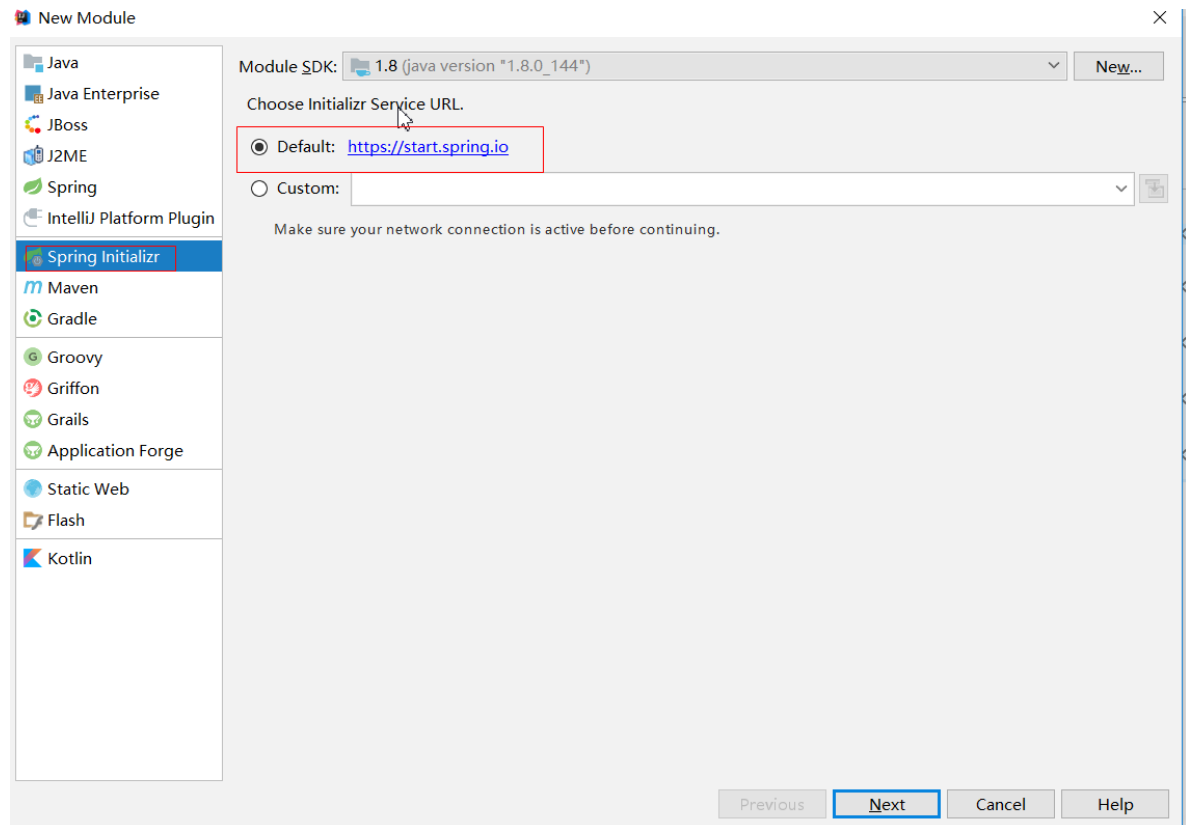 New Module
Java
Java Enterprise
JBoss
J2ME
Spring
IntelliJ Platform Plugin
Spring Initializr
Maven
Gradle
Groovy
Griffon
Grails
Application Forge
Static Web
Flash
Kotlin
Module SDK: 1.8 (java version "1.8.0_144") New...
Choose Initializr Service URL.
Default: https://start.spring.io
Custom:
Make sure your network connection is active before continuing.
Previous Next Cancel Help